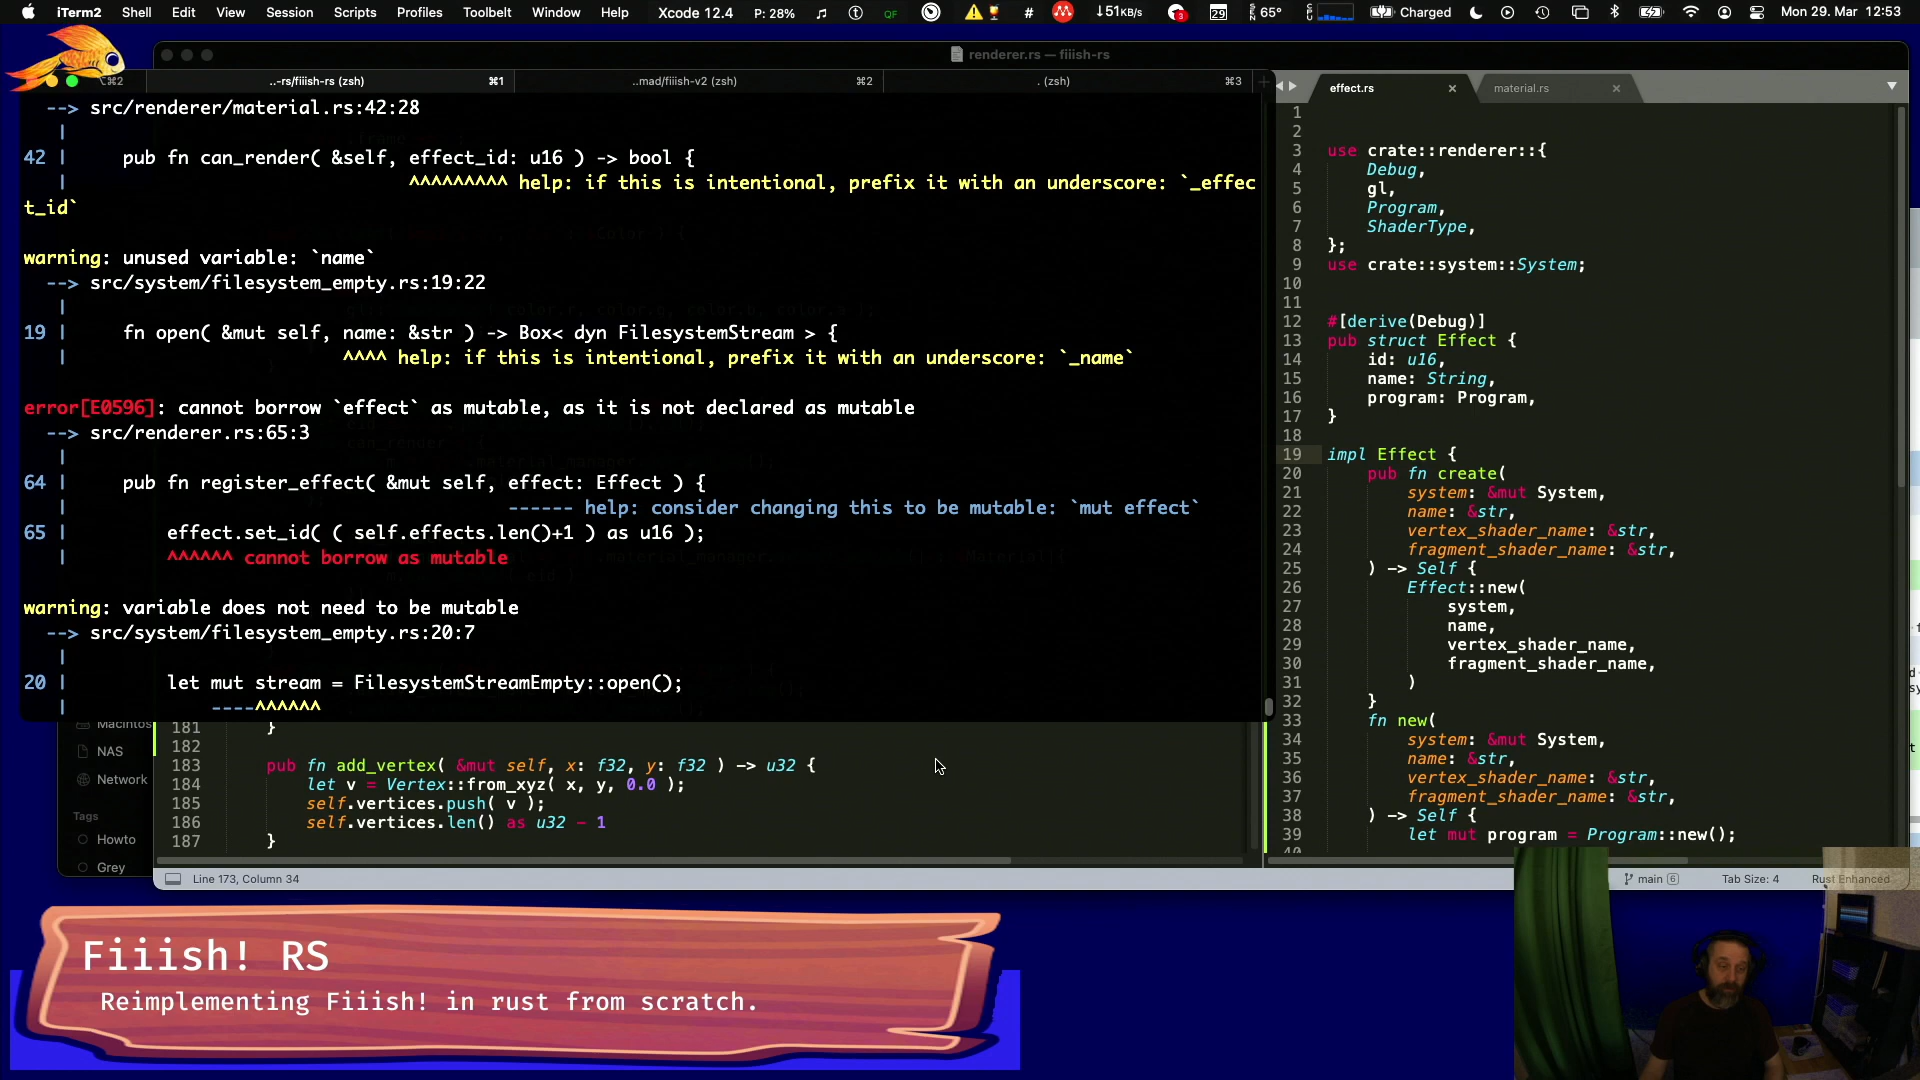 iTerm2 Shell Edit View Session Scripts Profiles Toolbelt Window Help Xcode 12.4 P: 28% QF # 3 ↓51KB/s 29 65° Charged Mon 29. Mar 12:53
renderer.rs — fiiish-rs
⌥⌘2 ..-rs/fiiish-rs (zsh) ⌘1 ..mad/fiiish-v2 (zsh) ⌘2 . (zsh) ⌘3
--> src/renderer/material.rs:42:28
|
42 | pub fn can_render( &self, effect_id: u16 ) -> bool {
| ^^^^^^^^^ help: if this is intentional, prefix it with an underscore: `_effec
t_id`
warning: unused variable: `name`
--> src/system/filesystem_empty.rs:19:22
|
19 | fn open( &mut self, name: &str ) -> Box< dyn FilesystemStream > {
| ^^^^ help: if this is intentional, prefix it with an underscore: `_name`
error[E0596]: cannot borrow `effect` as mutable, as it is not declared as mutable
--> src/renderer.rs:65:3
|
64 | pub fn register_effect( &mut self, effect: Effect ) {
| ------ help: consider changing this to be mutable: `mut effect`
65 | effect.set_id( ( self.effects.len()+1 ) as u16 );
| ^^^^^^ cannot borrow as mutable
warning: variable does not need to be mutable
--> src/system/filesystem_empty.rs:20:7
|
20 | let mut stream = FilesystemStreamEmpty::open();
| ----^^^^^^
Macintos
NAS
Network
Tags
Howto
Grey
181 }
182
183 pub fn add_vertex( &mut self, x: f32, y: f32 ) -> u32 {
184 let v = Vertex::from_xyz( x, y, 0.0 );
185 self.vertices.push( v );
186 self.vertices.len() as u32 - 1
187 }
effect.rs × material.rs ×
1
2
3 use crate::renderer::{
4 Debug,
5 gl,
6 Program,
7 ShaderType,
8 };
9 use crate::system::System;
10
11
12 #[derive(Debug)]
13 pub struct Effect {
14 id: u16,
15 name: String,
16 program: Program,
17 }
18
19 impl Effect {
20 pub fn create(
21 system: &mut System,
22 name: &str,
23 vertex_shader_name: &str,
24 fragment_shader_name: &str,
25 ) -> Self {
26 Effect::new(
27 system,
28 name,
29 vertex_shader_name,
30 fragment_shader_name,
31 )
32 }
33 fn new(
34 system: &mut System,
35 name: &str,
36 vertex_shader_name: &str,
37 fragment_shader_name: &str,
38 ) -> Self {
39 let mut program = Program::new();
Line 173, Column 34 main 6 Tab Size: 4 Rust Enhanced
Fiiish! RS
Reimplementing Fiiish! in rust from scratch.